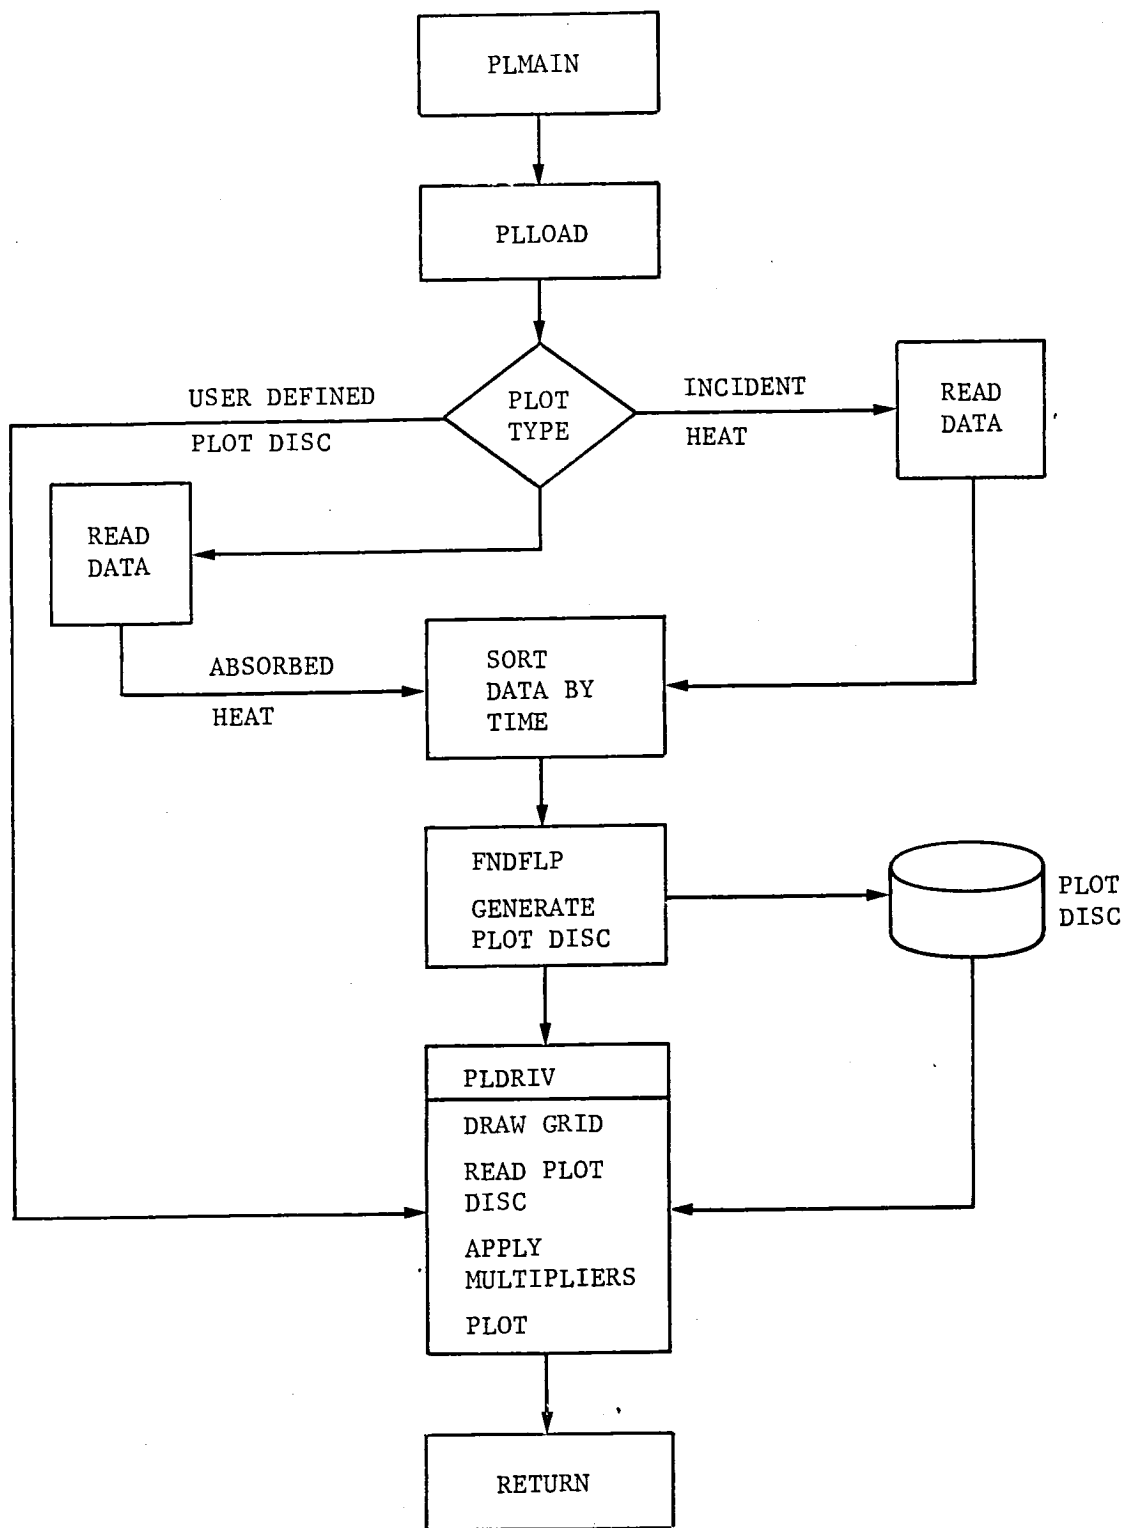 PLMAIN
PLLOAD
PLOT
TYPE
USER DEFINED
PLOT DISC
INCIDENT
HEAT
READ
DATA
READ
DATA
ABSORBED
HEAT
SORT
DATA BY
TIME
FNDFLP
GENERATE
PLOT DISC
PLOT
DISC
PLDRIV
DRAW GRID
READ PLOT
DISC
APPLY
MULTIPLIERS
PLOT
RETURN